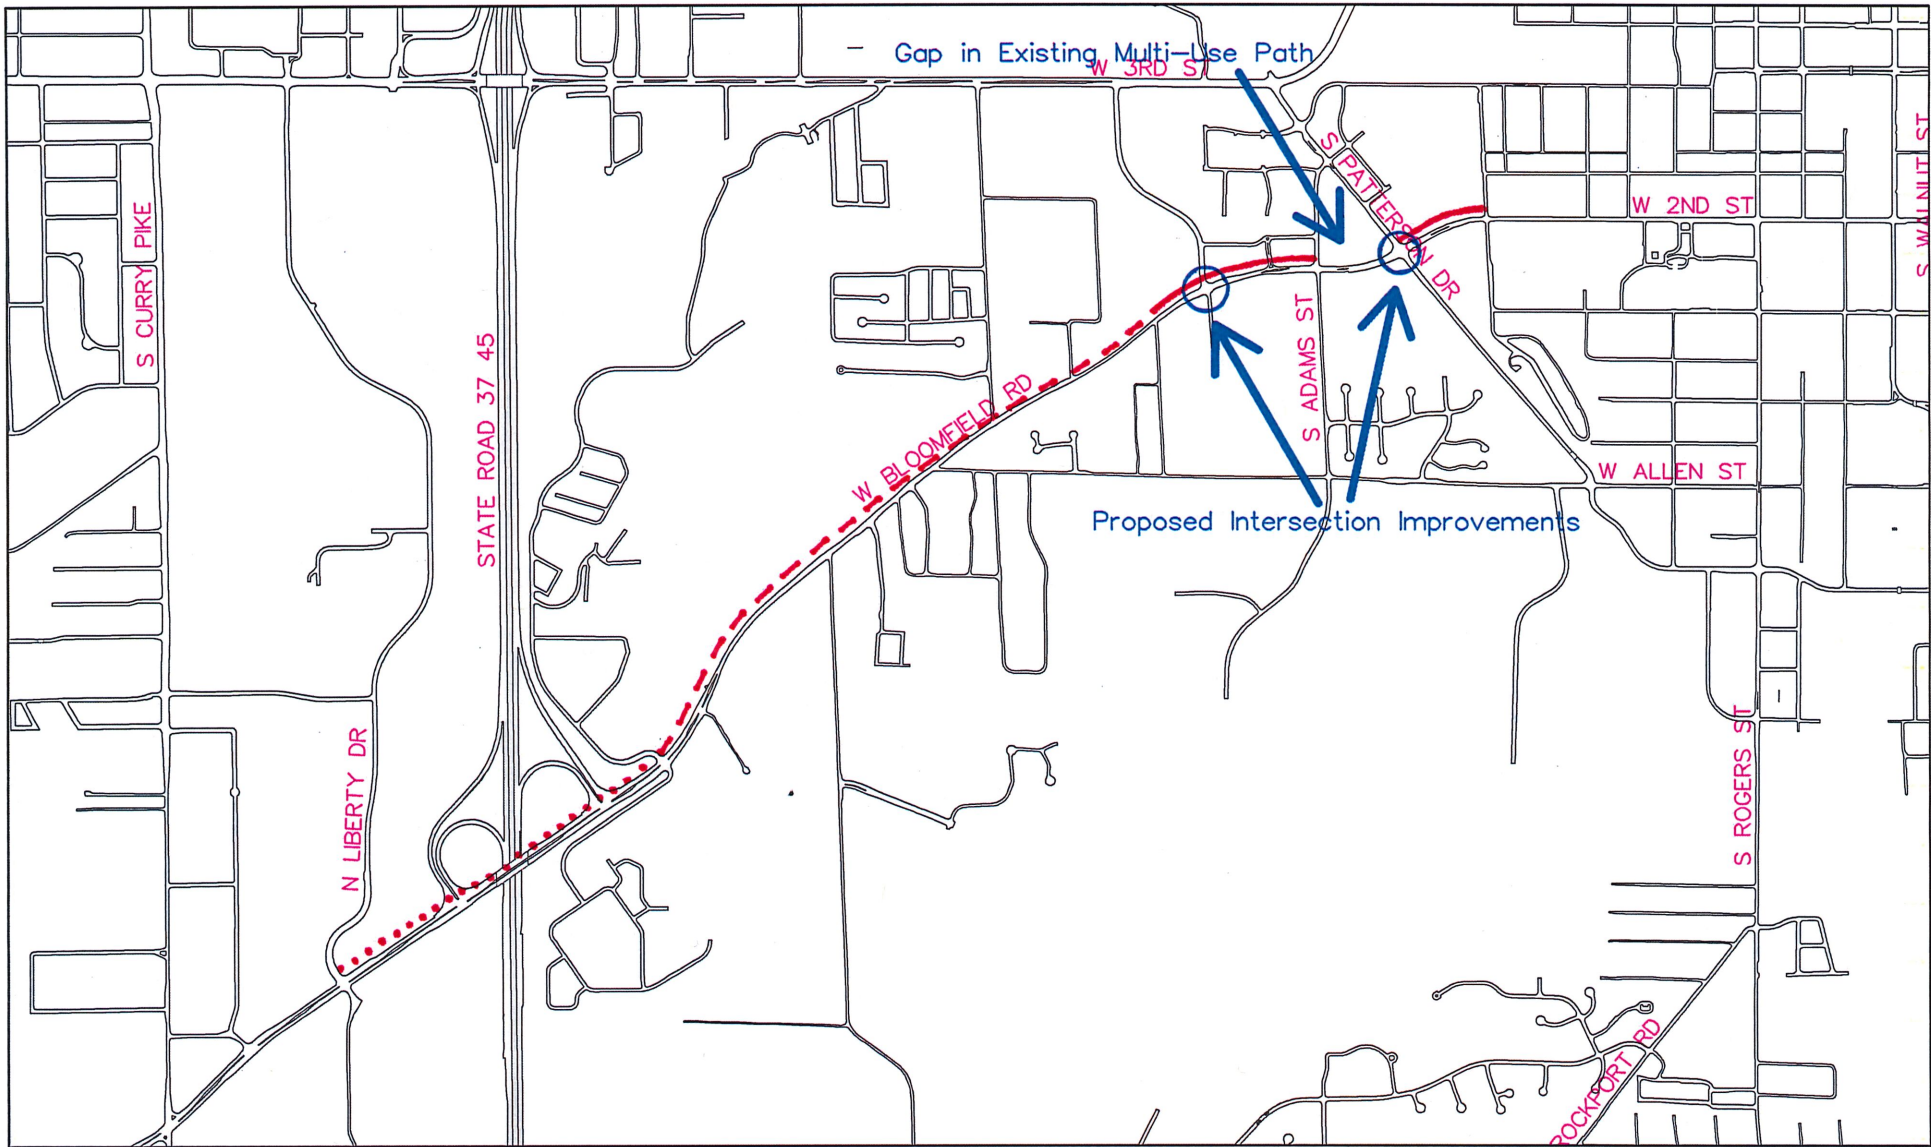 Gap in Existing Multi-Use Path
W 3RD ST
S PATTERSON DR
W 2ND ST
S WALNUT ST
S CURRY PIKE
STATE ROAD 37 45
S ADAMS ST
W BLOOMFIELD RD
W ALLEN ST
Proposed Intersection Improvements
N LIBERTY DR
S ROGERS ST
ROCKPORT RD